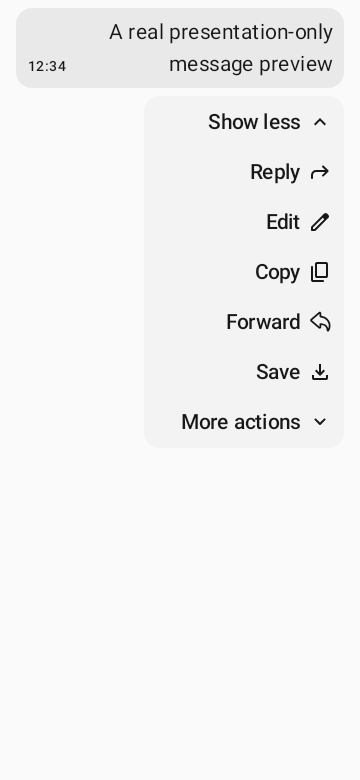 A real presentation-only
message preview
12:34
Show less
Reply
Edit
Copy
Forward
Save
More actions